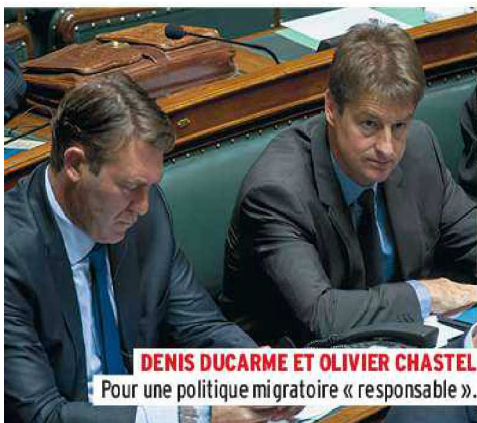 DENIS DUCARME ET OLIVIER CHASTEL
Pour une politique migratoire « responsable ».